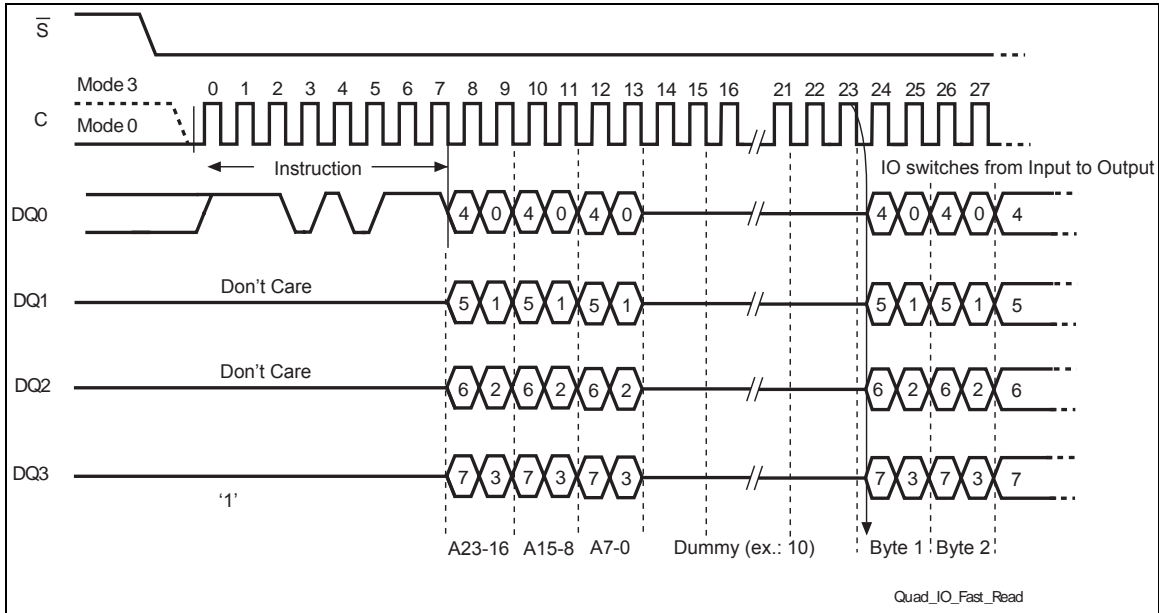 S
Mode 3
C
Mode 0
0 1 2 3 4 5 6 7 8 9 10 11 12 13 14 15 16 21 22 23 24 25 26 27
Instruction
IO switches from Input to Output
DQ0
4 0 4 0 4 0 4 0 4 0 4
Don't Care
DQ1
5 1 5 1 5 1 5 1 5 1 5
Don't Care
DQ2
6 2 6 2 6 2 6 2 6 2 6
DQ3
7 3 7 3 7 3 7 3 7 3 7
‘1’
A23-16 A15-8 A7-0 Dummy (ex.: 10) Byte 1 Byte 2
Quad_IO_Fast_Read